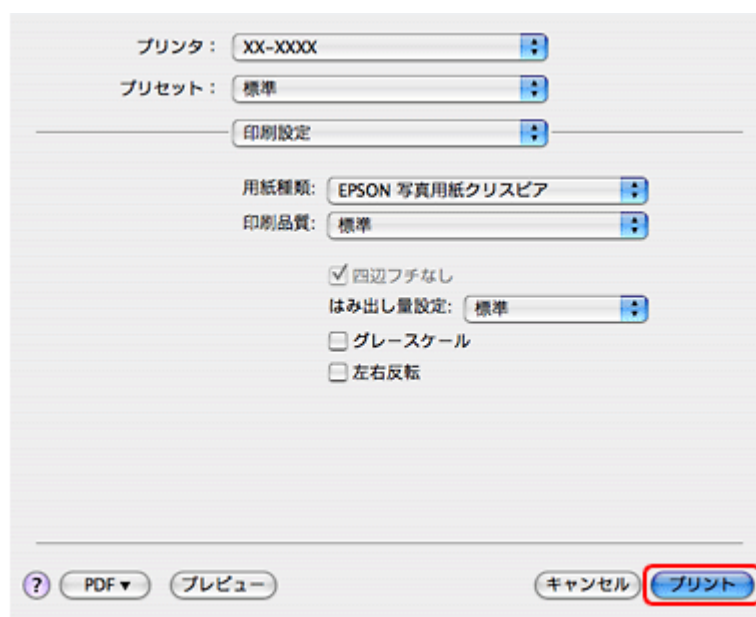 プリンタ： XX-XXXX
プリセット： 標準
印刷設定
用紙種類: EPSON 写真用紙クリスピア
印刷品質: 標準
四辺フチなし
はみ出し量設定: 標準
グレースケール
左右反転
? PDF▼ プレビュー キャンセル プリント